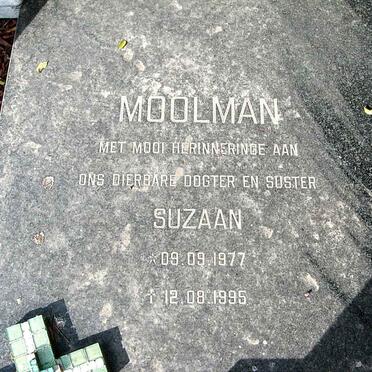 MOOLMAN
MET MOOI HERINNERINGE AAN
ONS DIERBARE DOGTER EN SUSTER
SUZAAN
* 09.09.1977
† 12.08.1995